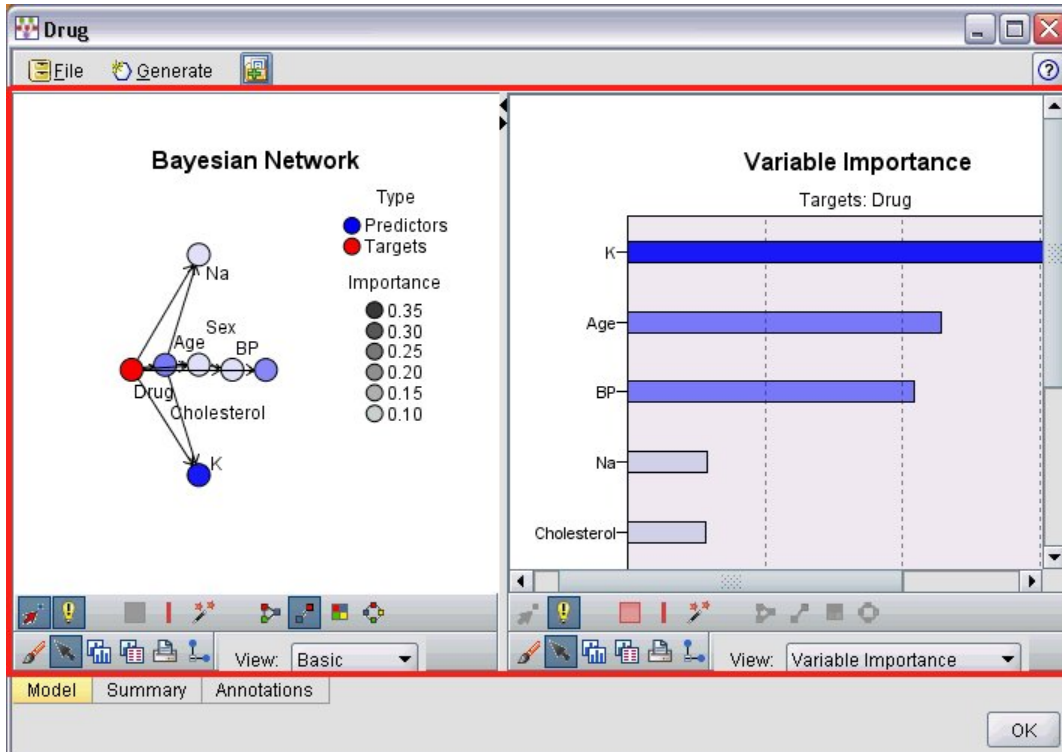 Drug
File Generate
Bayesian Network
Type
Predictors
Targets
Importance
0.35
0.30
0.25
0.20
0.15
0.10
Na
Sex
Age
BP
Drug
Cholesterol
K
View: Basic
Variable Importance
Targets: Drug
K
Age
BP
Na
Cholesterol
View: Variable Importance
Model Summary Annotations
OK